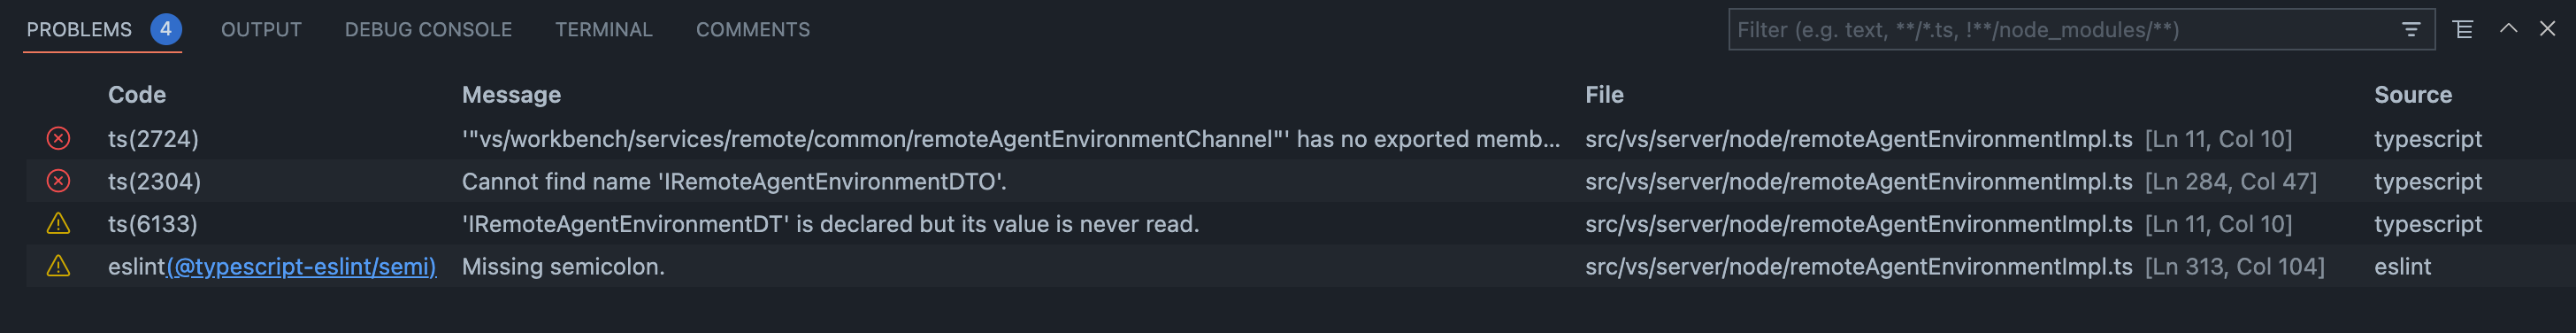 PROBLEMS 4 OUTPUT DEBUG CONSOLE TERMINAL COMMENTS Filter (e.g. text, **/*.ts, !**/node_modules/**)
Code Message File Source
ts(2724) '"vs/workbench/services/remote/common/remoteAgentEnvironmentChannel"' has no exported memb... src/vs/server/node/remoteAgentEnvironmentImpl.ts [Ln 11, Col 10] typescript
ts(2304) Cannot find name 'IRemoteAgentEnvironmentDTO'. src/vs/server/node/remoteAgentEnvironmentImpl.ts [Ln 284, Col 47] typescript
ts(6133) 'IRemoteAgentEnvironmentDT' is declared but its value is never read. src/vs/server/node/remoteAgentEnvironmentImpl.ts [Ln 11, Col 10] typescript
eslint(@typescript-eslint/semi) Missing semicolon. src/vs/server/node/remoteAgentEnvironmentImpl.ts [Ln 313, Col 104] eslint